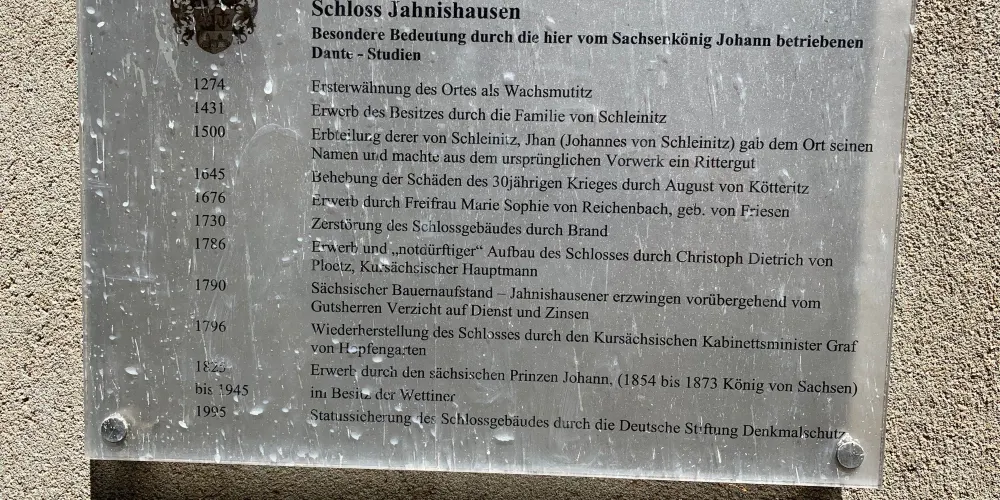 Schloss Jahnishausen
Besondere Bedeutung durch die hier vom Sachsenkönig Johann betriebenen
Dante - Studien
1274 Ersterwähnung des Ortes als Wachsmutitz
1431 Erwerb des Besitzes durch die Familie von Schleinitz
1500 Erbteilung derer von Schleinitz, Jhan (Johannes von Schleinitz) gab dem Ort seinen
Namen und machte aus dem ursprünglichen Vorwerk ein Rittergut
1645 Behebung der Schäden des 30jährigen Krieges durch August von Kötteritz
1676 Erwerb durch Freifrau Marie Sophie von Reichenbach, geb. von Friesen
1730 Zerstörung des Schlossgebäudes durch Brand
1786 Erwerb und „notdürftiger“ Aufbau des Schlosses durch Christoph Dietrich von
Ploetz, Kursächsischer Hauptmann
1790 Sächsischer Bauernaufstand – Jahnishausener erzwingen vorübergehend vom
Gutsherren Verzicht auf Dienst und Zinsen
1796 Wiederherstellung des Schlosses durch den Kursächsischen Kabinettsminister Graf
von Hopfengarten
Erwerb durch den sächsischen Prinzen Johann, (1854 bis 1873 König von Sachsen)
bis 1945 im Besitz der Wettiner
1995 Statussicherung des Schlossgebäudes durch die Deutsche Stiftung Denkmalschutz